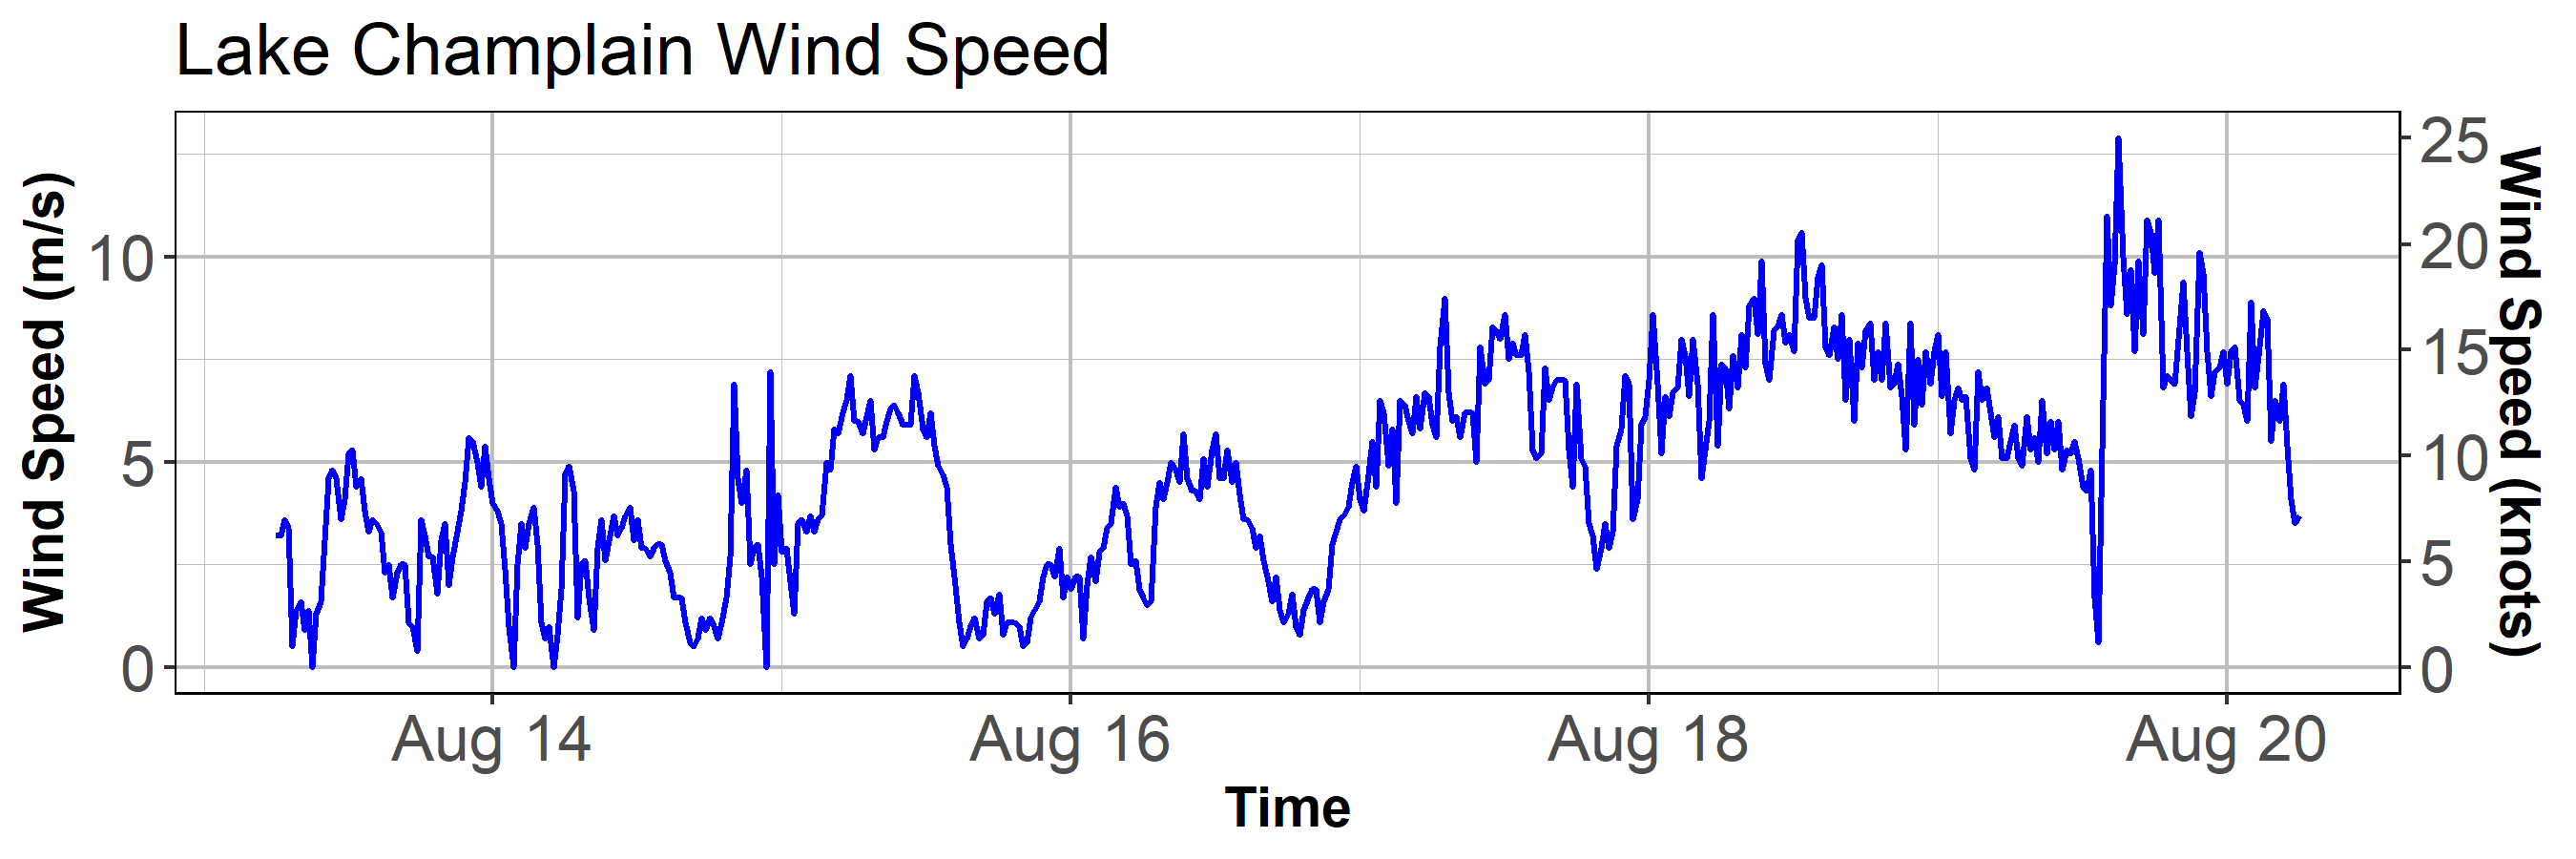 Lake Champlain Wind Speed
Wind Speed (m/s)
10
5
0
25
20
15
10
5
0
Wind Speed (knots)
Aug 14 Aug 16 Aug 18 Aug 20
Time